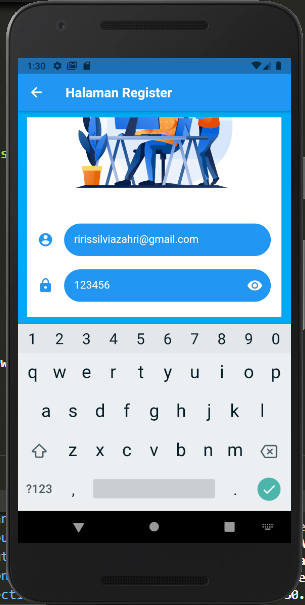 1:30
Halaman Register
ririssilviazahri@gmail.com
123456
1 2 3 4 5 6 7 8 9 0
q w e r t y u i o p
a s d f g h j k l
z x c v b n m
?123 , .